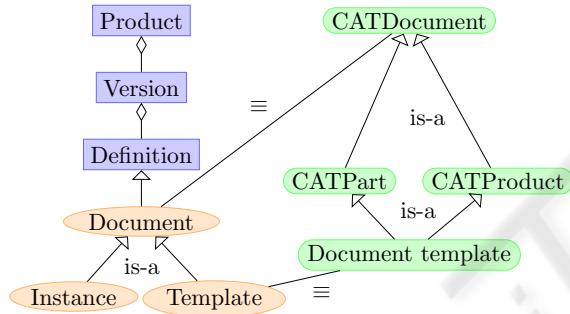 Product
CATDocument
Version
≡
is-a
Definition
CATPart
CATProduct
Document
is-a
is-a
Document template
Instance
Template
≡